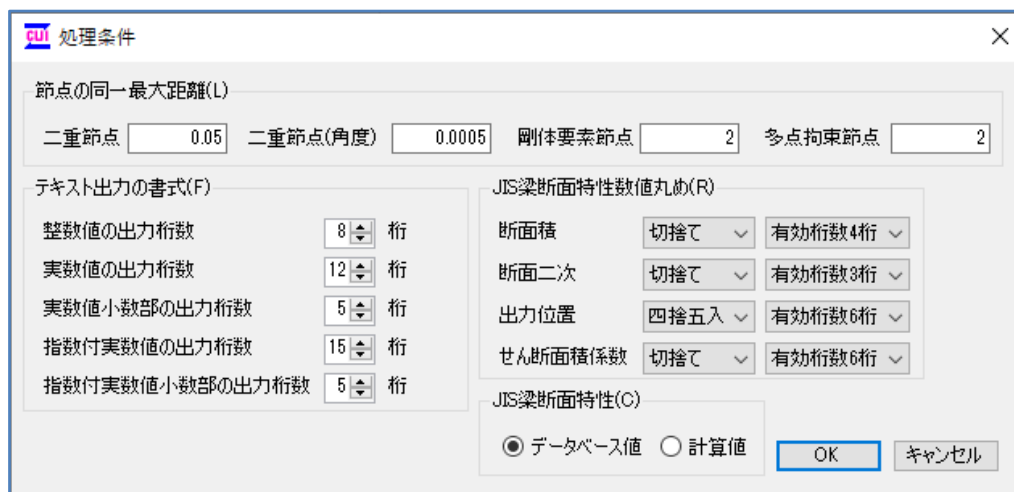 CUI 処理条件
節点の同一最大距離(L)
二重節点 0.05 二重節点(角度) 0.0005 剛体要素節点 2 多点拘束節点 2
テキスト出力の書式(F)
整数値の出力桁数 8 桁
実数値の出力桁数 12 桁
実数値小数部の出力桁数 5 桁
指数付実数値の出力桁数 15 桁
指数付実数値小数部の出力桁数 5 桁
JIS梁断面特性数値丸め(R)
断面積 切捨て 有効桁数4桁
断面二次 切捨て 有効桁数3桁
出力位置 四捨五入 有効桁数6桁
せん断面積係数 切捨て 有効桁数6桁
JIS梁断面特性(C)
データベース値 計算値
OK キャンセル